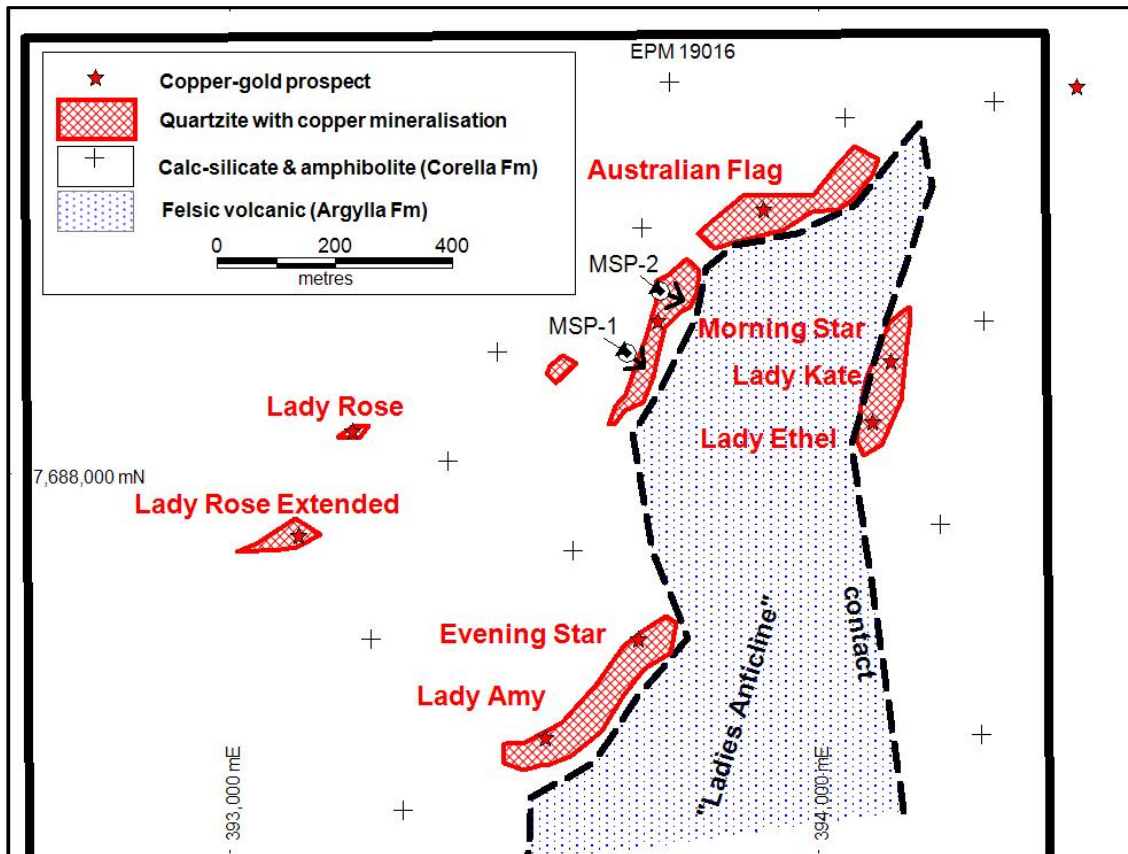 EPM 19016
Copper-gold prospect
Quartzite with copper mineralisation
Calc-silicate & amphibolite (Corella Fm)
Felsic volcanic (Argylla Fm)
0 200 400
metres
Australian Flag
MSP-2
MSP-1
Morning Star
Lady Kate
Lady Rose
Lady Ethel
7,688,000 mN
Lady Rose Extended
Evening Star
Lady Amy
"Ladies Anticline"
contact
393,000 mE
394,000 mE